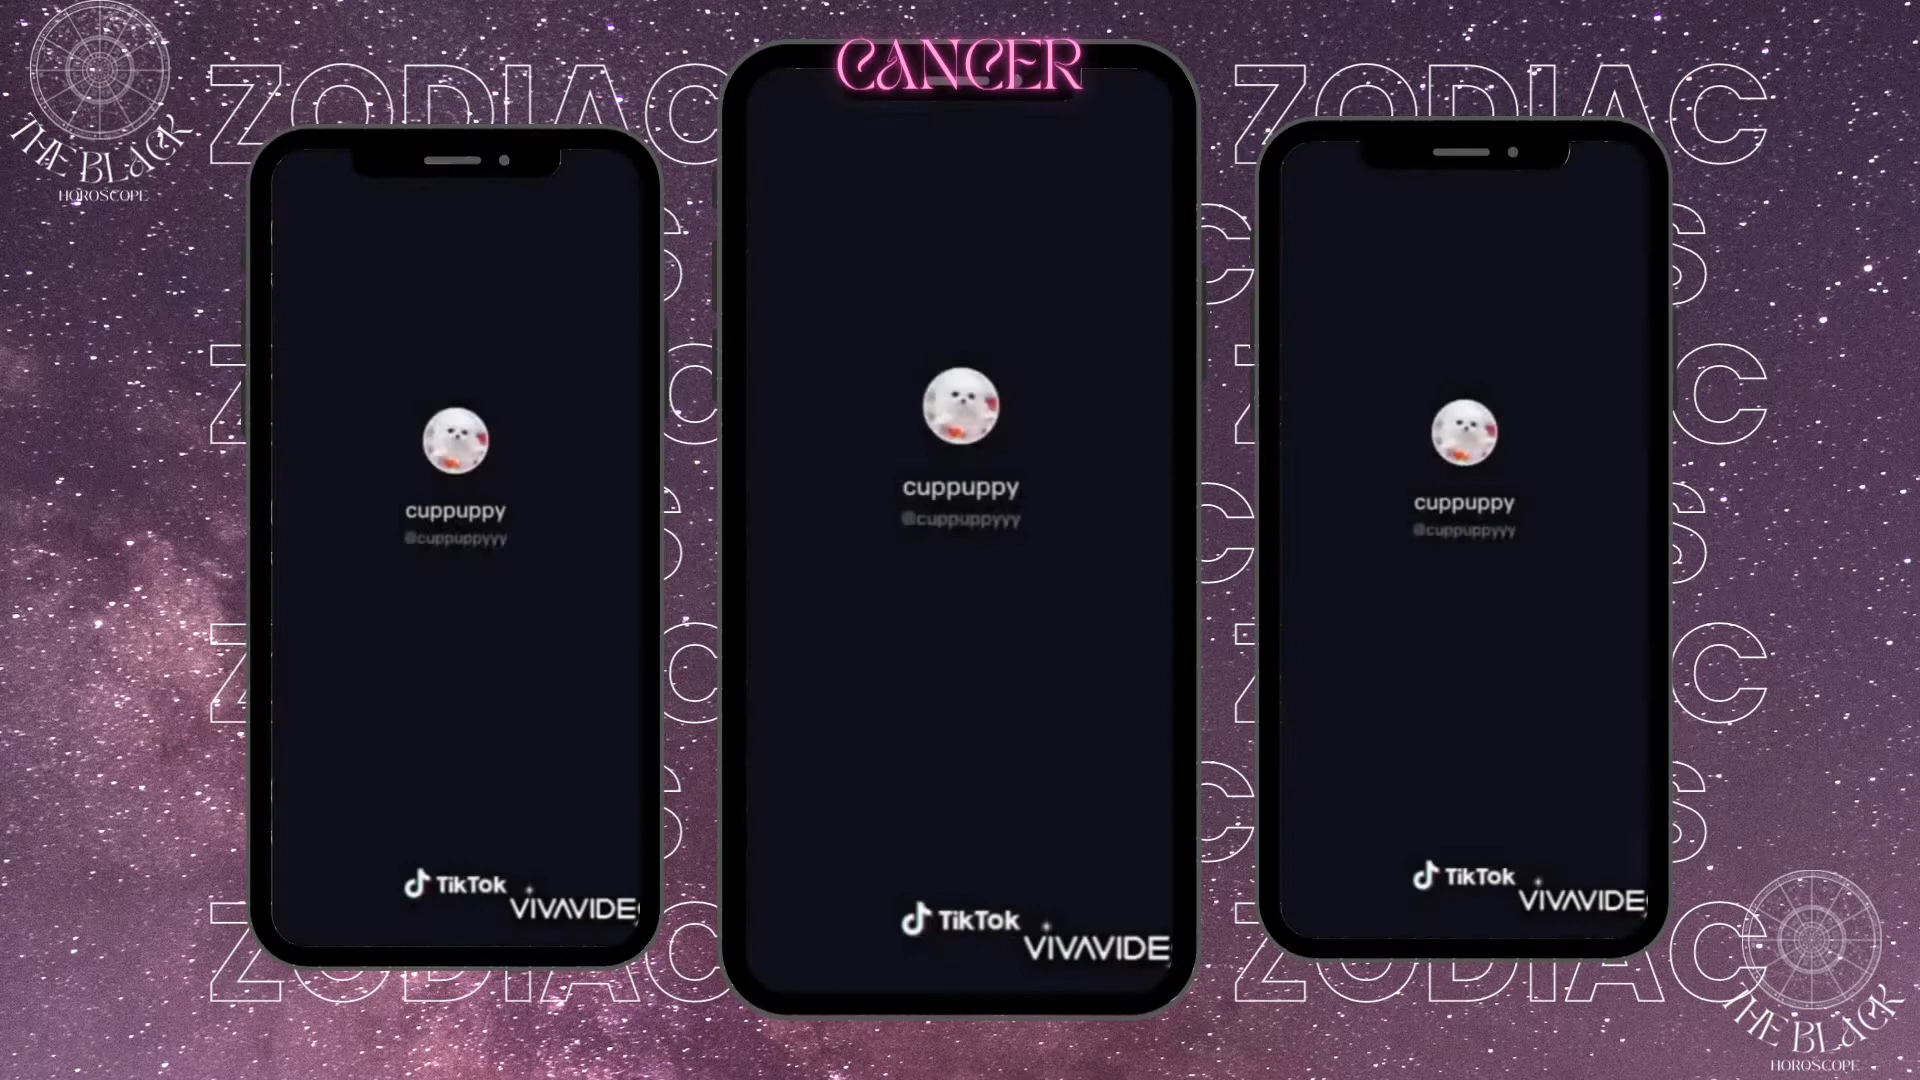 CANCER
THE BLACK
HOROSCOPE
ZODIAC
ZODIAC
cuppuppy
@cuppuppyyy
TikTok
VIVAVIDE
cuppuppy
@cuppuppyyy
TikTok
VIVAVIDE
cuppuppy
@cuppuppyyy
TikTok
VIVAVIDE
ZODIAC
ZODIAC
THE BLACK
HOROSCOPE